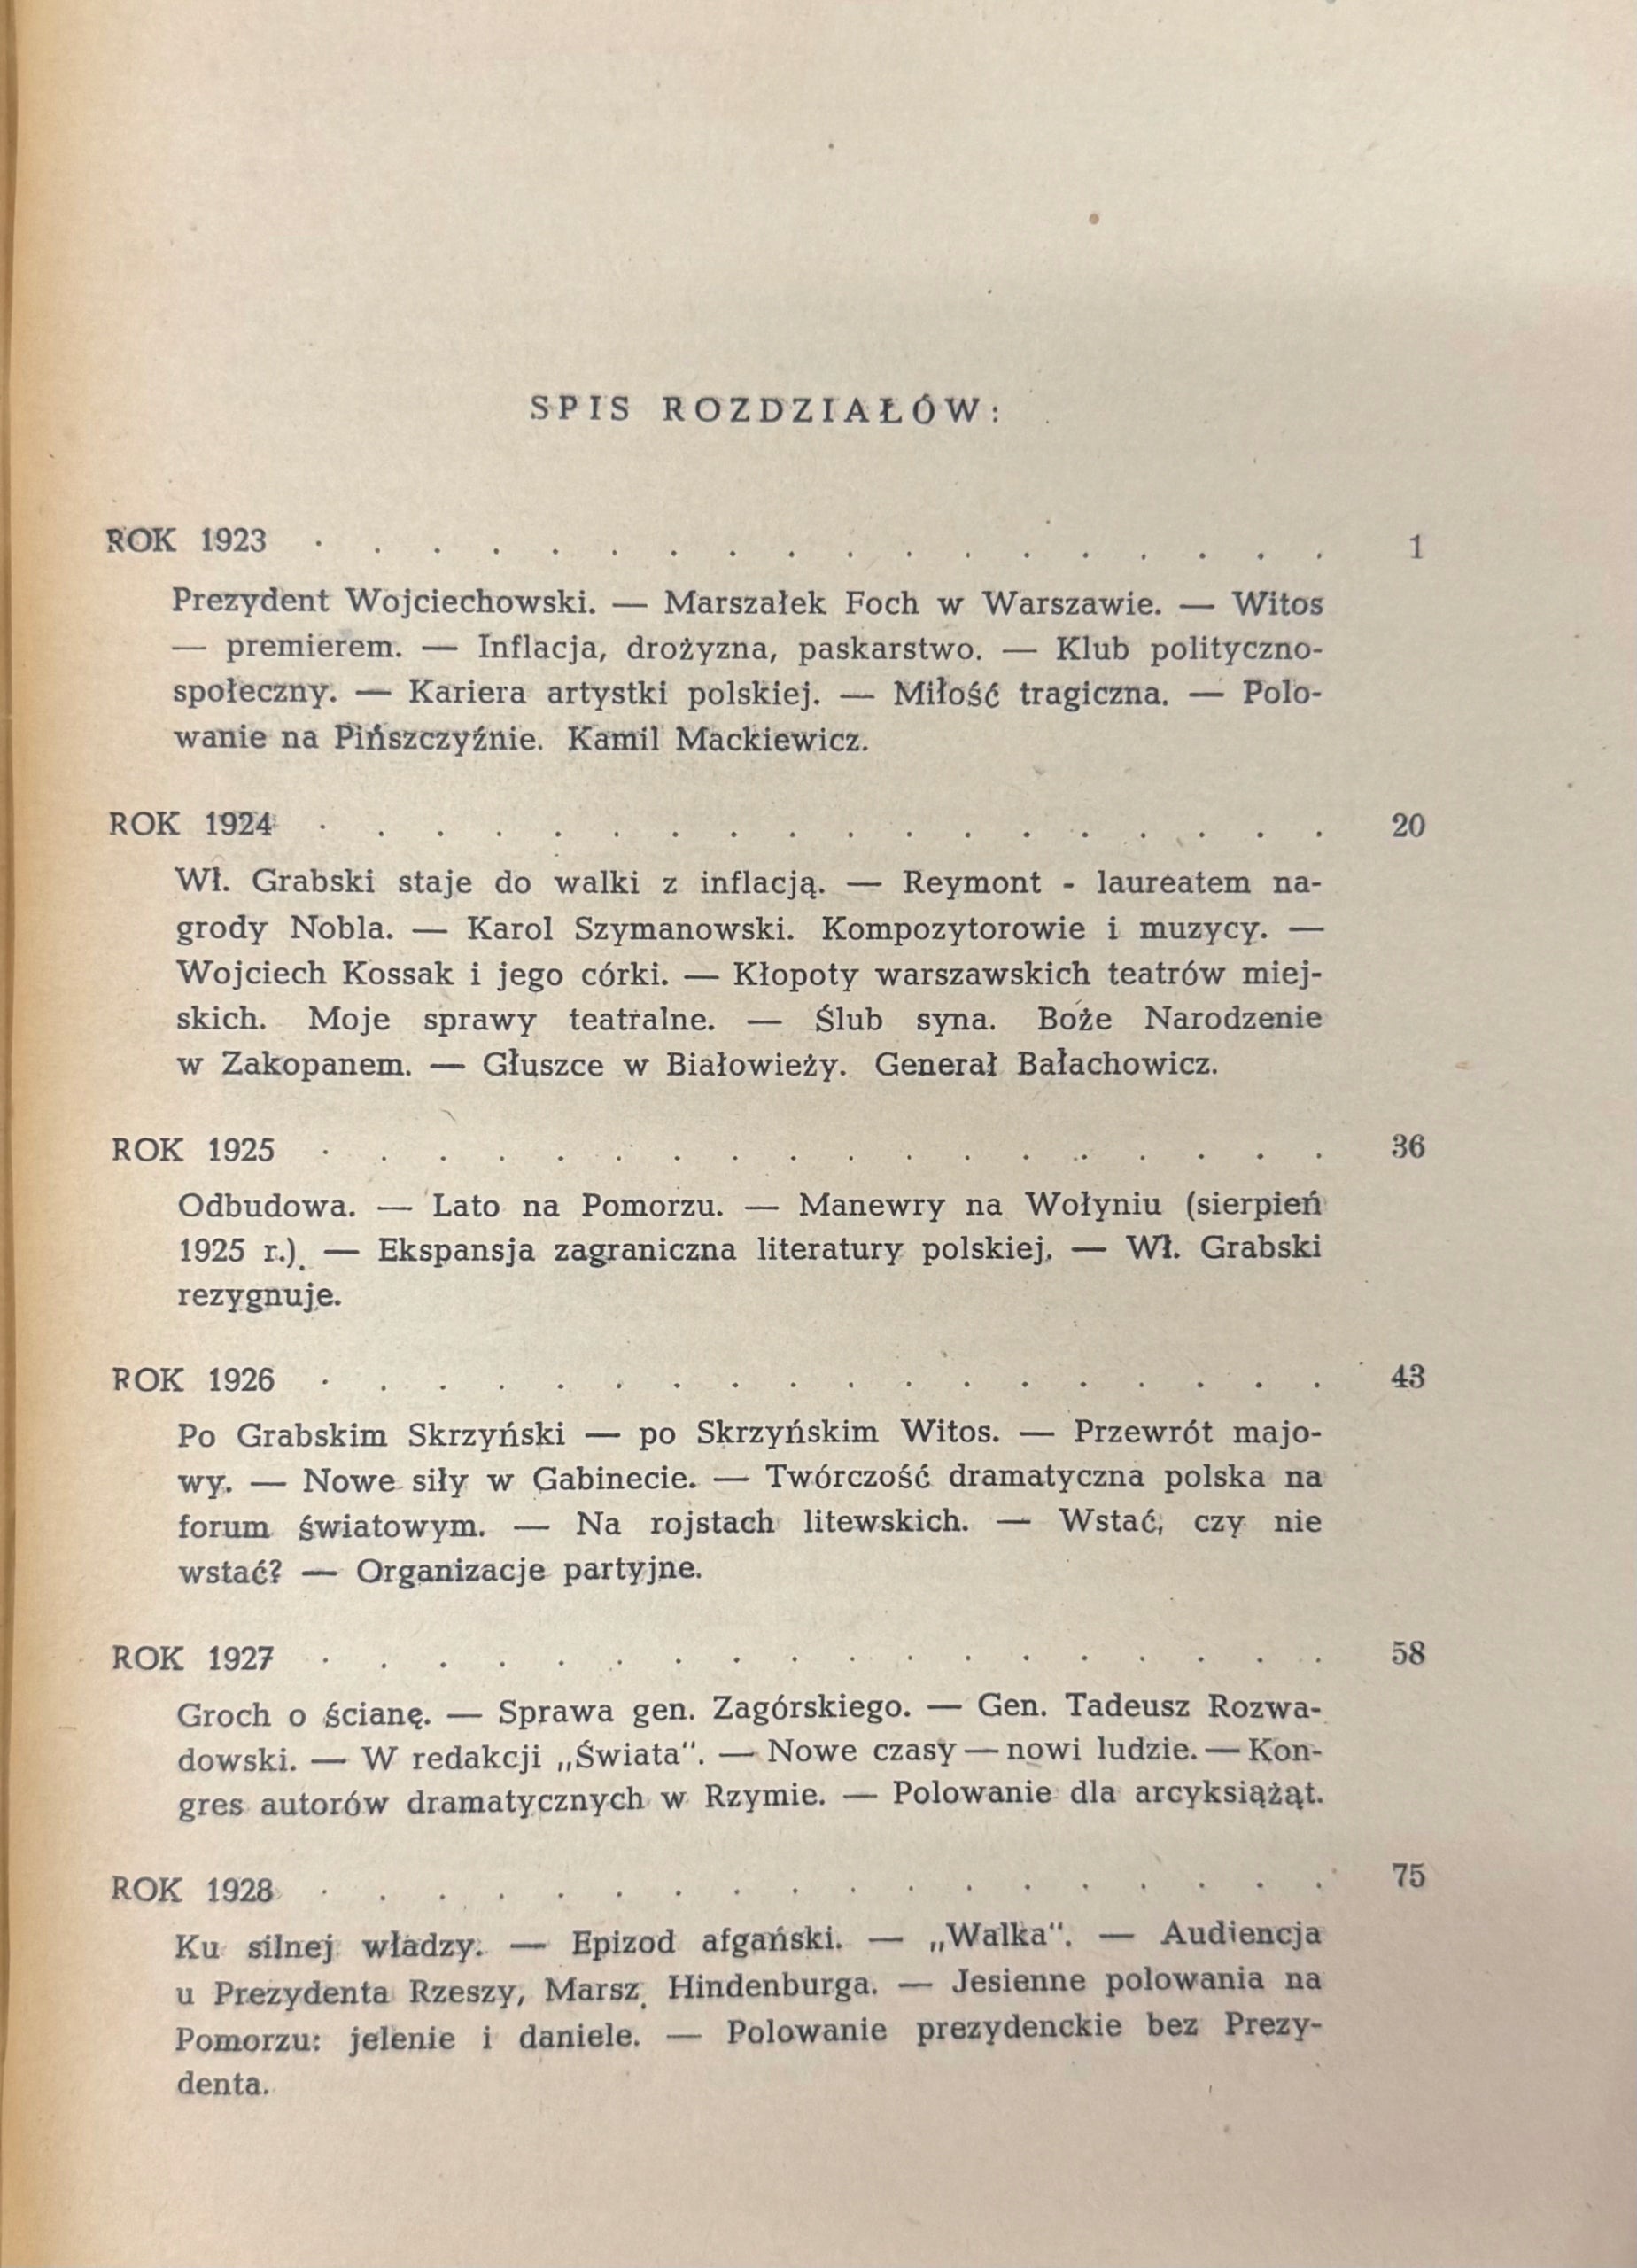 SPIS ROZDZIAŁÓW:
ROK 1923 . . . . . . . . . . . . . . . . . . 1
Prezydent Wojciechowski. — Marszałek Foch w Warszawie. — Witos
— premierem. — Inflacja, drożyzna, paskarstwo. — Klub polityczno-
społeczny. — Kariera artystki polskiej. — Miłość tragiczna. — Polo-
wanie na Pińszczyźnie. Kamil Mackiewicz.
ROK 1924 . . . . . . . . . . . . . . . . . . 20
Wł. Grabski staje do walki z inflacją. — Reymont - laureatem na-
grody Nobla. — Karol Szymanowski. Kompozytorowie i muzycy. —
Wojciech Kossak i jego córki. — Kłopoty warszawskich teatrów miej-
skich. Moje sprawy teatralne. — Ślub syna. Boże Narodzenie
w Zakopanem. — Głuszce w Białowieży. Generał Bałachowicz.
ROK 1925 . . . . . . . . . . . . . . . . . . 36
Odbudowa. — Lato na Pomorzu. — Manewry na Wołyniu (sierpień
1925 r.). — Ekspansja zagraniczna literatury polskiej. — Wł. Grabski
rezygnuje.
ROK 1926 . . . . . . . . . . . . . . . . . . 43
Po Grabskim Skrzyński — po Skrzyńskim Witos. — Przewrót majo-
wy. — Nowe siły w Gabinecie. — Twórczość dramatyczna polska na
forum światowym. — Na rojstach litewskich. — Wstać, czy nie
wstać? — Organizacje partyjne.
ROK 1927 . . . . . . . . . . . . . . . . . . 58
Groch o ścianę. — Sprawa gen. Zagórskiego. — Gen. Tadeusz Rozwa-
dowski. — W redakcji „Świata". — Nowe czasy — nowi ludzie. — Kon-
gres autorów dramatycznych w Rzymie. — Polowanie dla arcyksiążąt.
ROK 1928 . . . . . . . . . . . . . . . . . . 75
Ku silnej władzy. — Epizod afgański. — „Walka". — Audiencja
u Prezydenta Rzeszy, Marsz. Hindenburga. — Jesienne polowania na
Pomorzu: jelenie i daniele. — Polowanie prezydenckie bez Prezy-
denta.